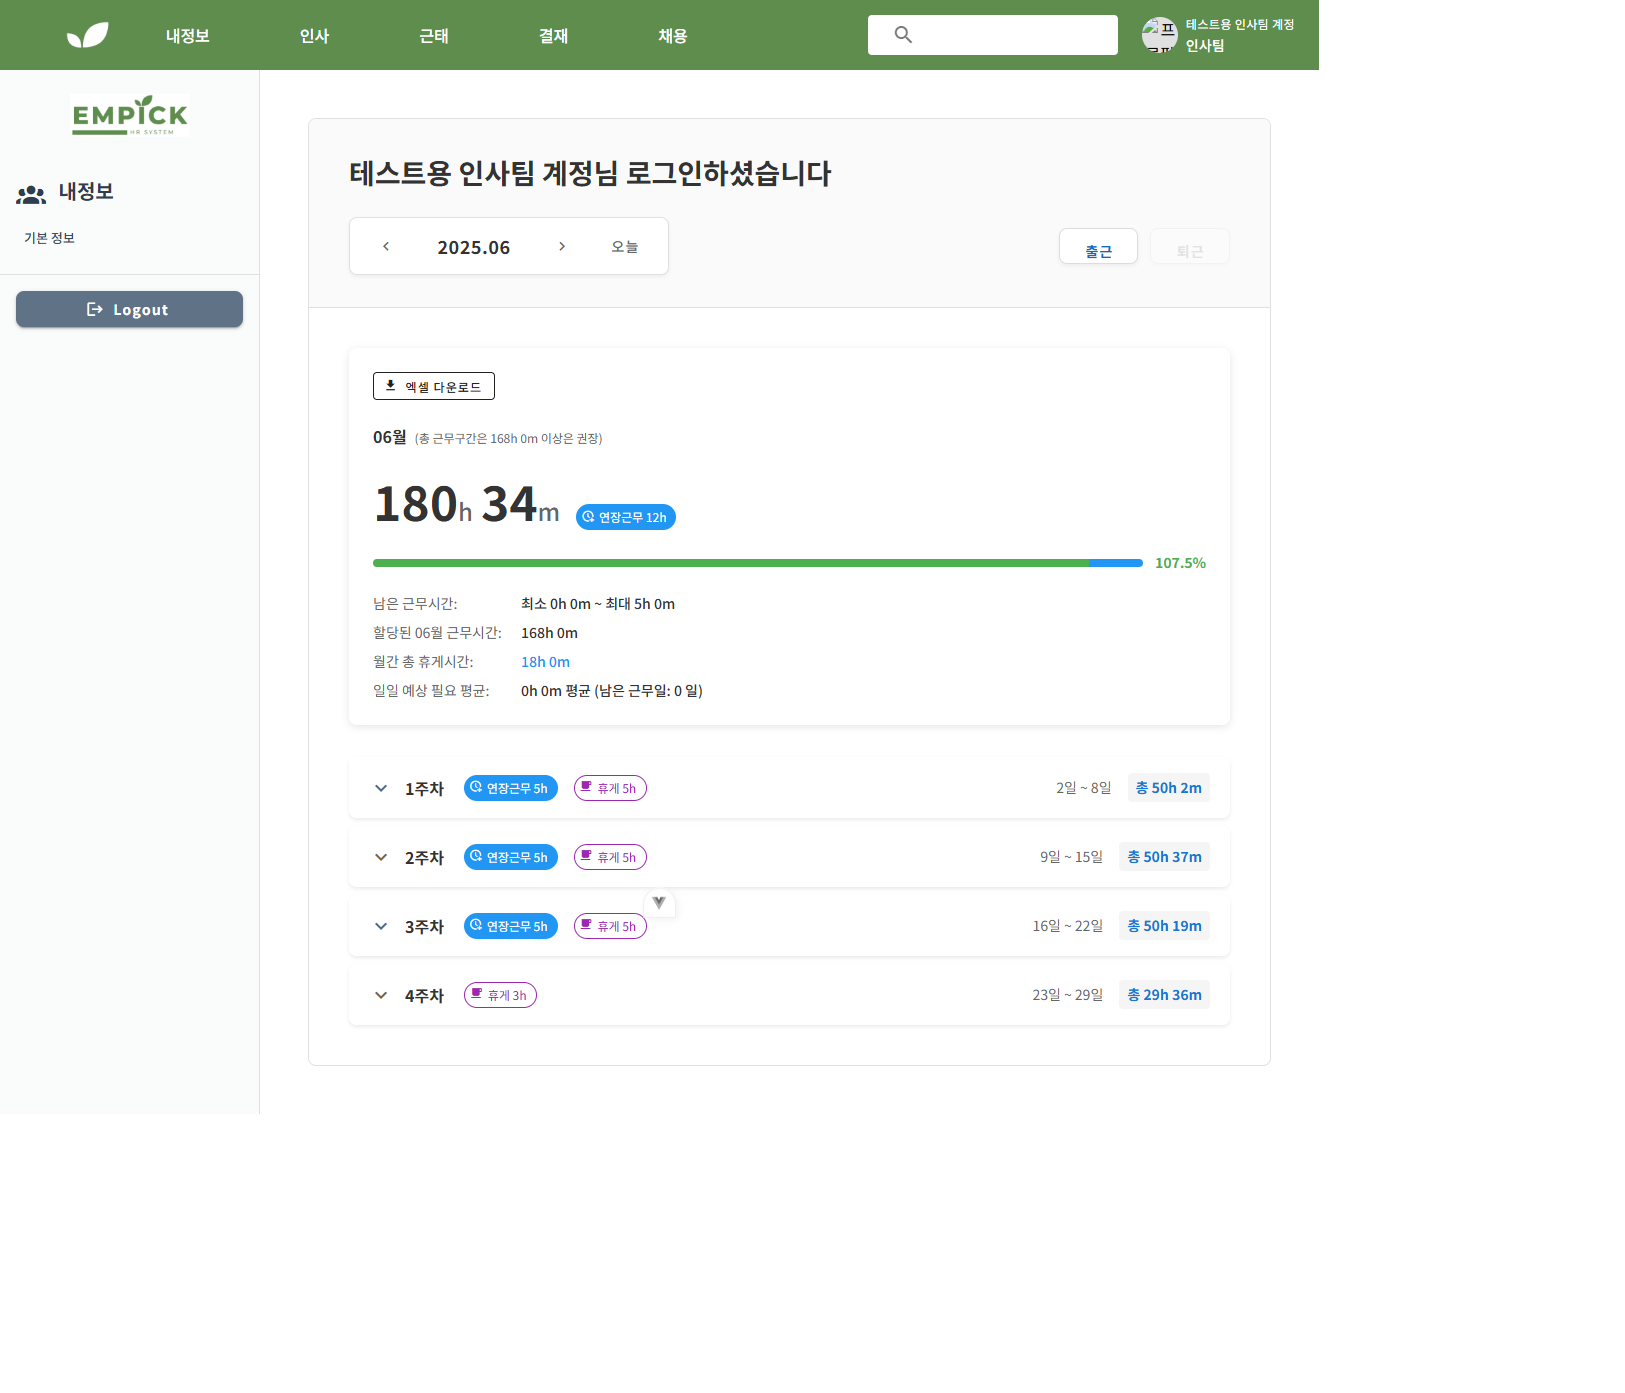 내정보 인사 근태 결재 채용
테스트용 인사팀 계정
인사팀
EMPICK
HR SYSTEM
내정보
기본 정보
Logout
테스트용 인사팀 계정님 로그인하셨습니다
2025.06 오늘
출근 퇴근
엑셀 다운로드
06월 (총 근무구간은 168h 0m 이상은 권장)
180h 34m 연장근무 12h
107.5%
남은 근무시간: 최소 0h 0m ~ 최대 5h 0m
할당된 06월 근무시간: 168h 0m
월간 총 휴게시간: 18h 0m
일일 예상 필요 평균: 0h 0m 평균 (남은 근무일: 0 일)
1주차 연장근무 5h 휴게 5h 2일 ~ 8일 총 50h 2m
2주차 연장근무 5h 휴게 5h 9일 ~ 15일 총 50h 37m
3주차 연장근무 5h 휴게 5h 16일 ~ 22일 총 50h 19m
4주차 휴게 3h 23일 ~ 29일 총 29h 36m